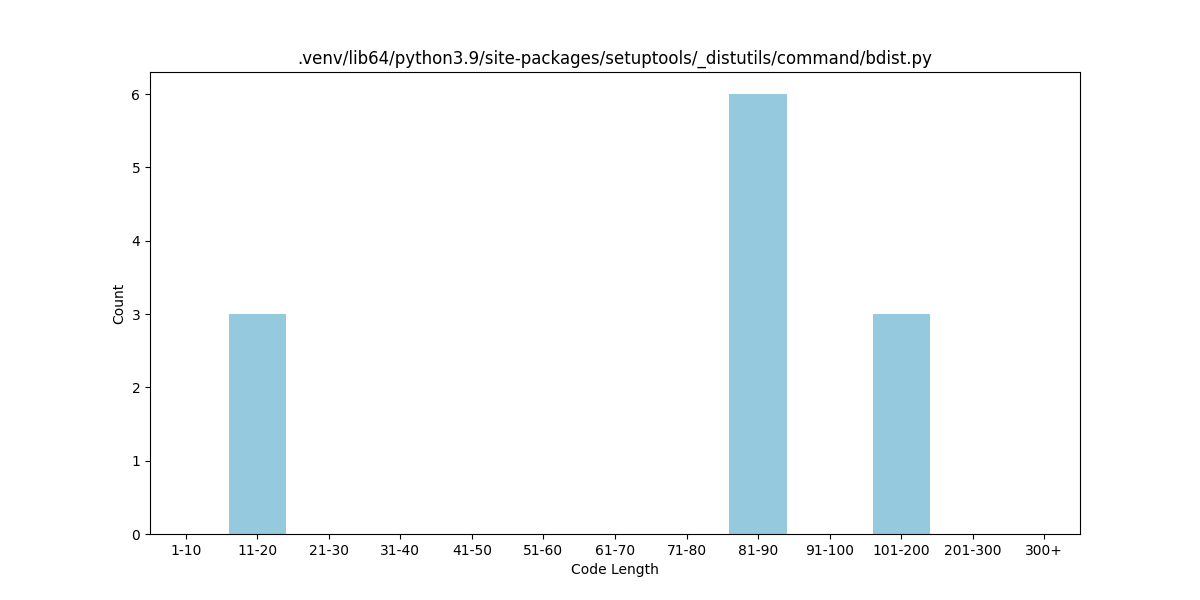 .venv/lib64/python3.9/site-packages/setuptools/_distutils/command/bdist.py
6
5
4
3
2
1
0
Count
1-10 11-20 21-30 31-40 41-50 51-60 61-70 71-80 81-90 91-100 101-200 201-300 300+
Code Length